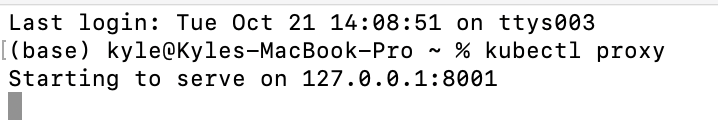 Last login: Tue Oct 21 14:08:51 on ttys003
[(base) kyle@Kyles-MacBook-Pro ~ % kubectl proxy
Starting to serve on 127.0.0.1:8001